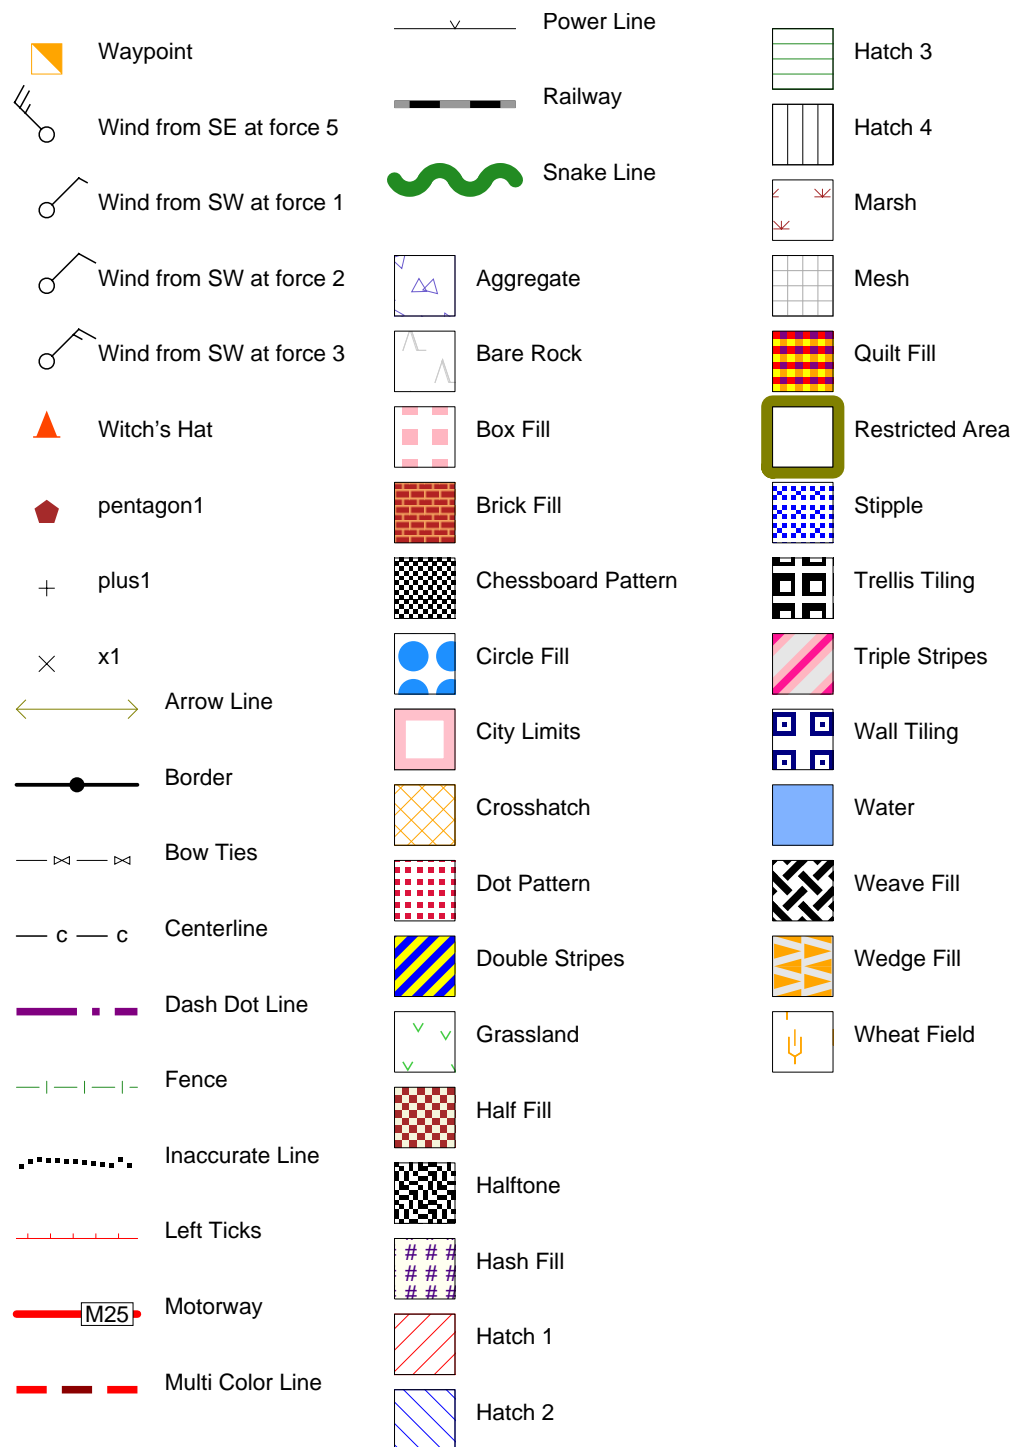 Waypoint
Wind from SE at force 5
Wind from SW at force 1
Wind from SW at force 2
Wind from SW at force 3
Witch's Hat
pentagon1
plus1
x1
Arrow Line
Border
Bow Ties
c c Centerline
Dash Dot Line
Fence
Inaccurate Line
Left Ticks
M25 Motorway
Multi Color Line
Power Line
Railway
Snake Line
Aggregate
Bare Rock
Box Fill
Brick Fill
Chessboard Pattern
Circle Fill
City Limits
Crosshatch
Dot Pattern
Double Stripes
Grassland
Half Fill
Halftone
# # #
# # # Hash Fill
# # #
Hatch 1
Hatch 2
Hatch 3
Hatch 4
Marsh
Mesh
Quilt Fill
Restricted Area
Stipple
Trellis Tiling
Triple Stripes
Wall Tiling
Water
Weave Fill
Wedge Fill
Wheat Field